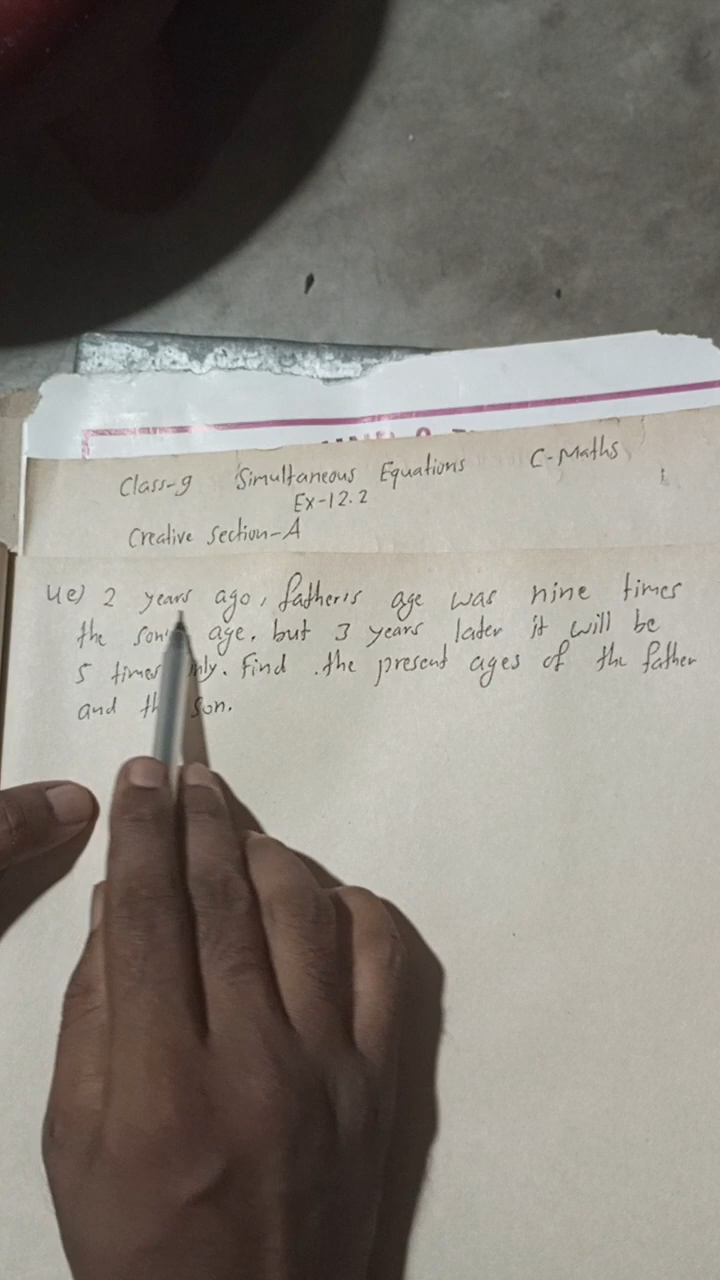 Class-9 Simultaneous Equations C-Maths
Ex-12.2
Creative Section-A
4e) 2 years ago, father's age was nine times
the son's age, but 3 years later it will be
5 times only. Find the present ages of the father
and the son.